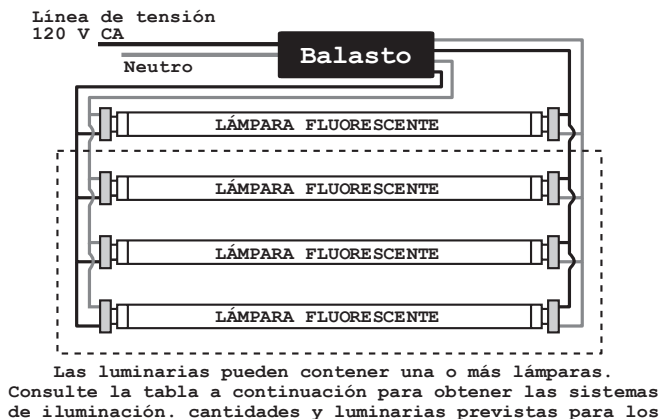 Línea de tensión
120 V CA
Neutro
Balasto
LÁMPARA FLUORESCENTE
LÁMPARA FLUORESCENTE
LÁMPARA FLUORESCENTE
LÁMPARA FLUORESCENTE
Las luminarias pueden contener una o más lámparas.
Consulte la tabla a continuación para obtener las sistemas
de iluminación. cantidades y luminarias previstas para los